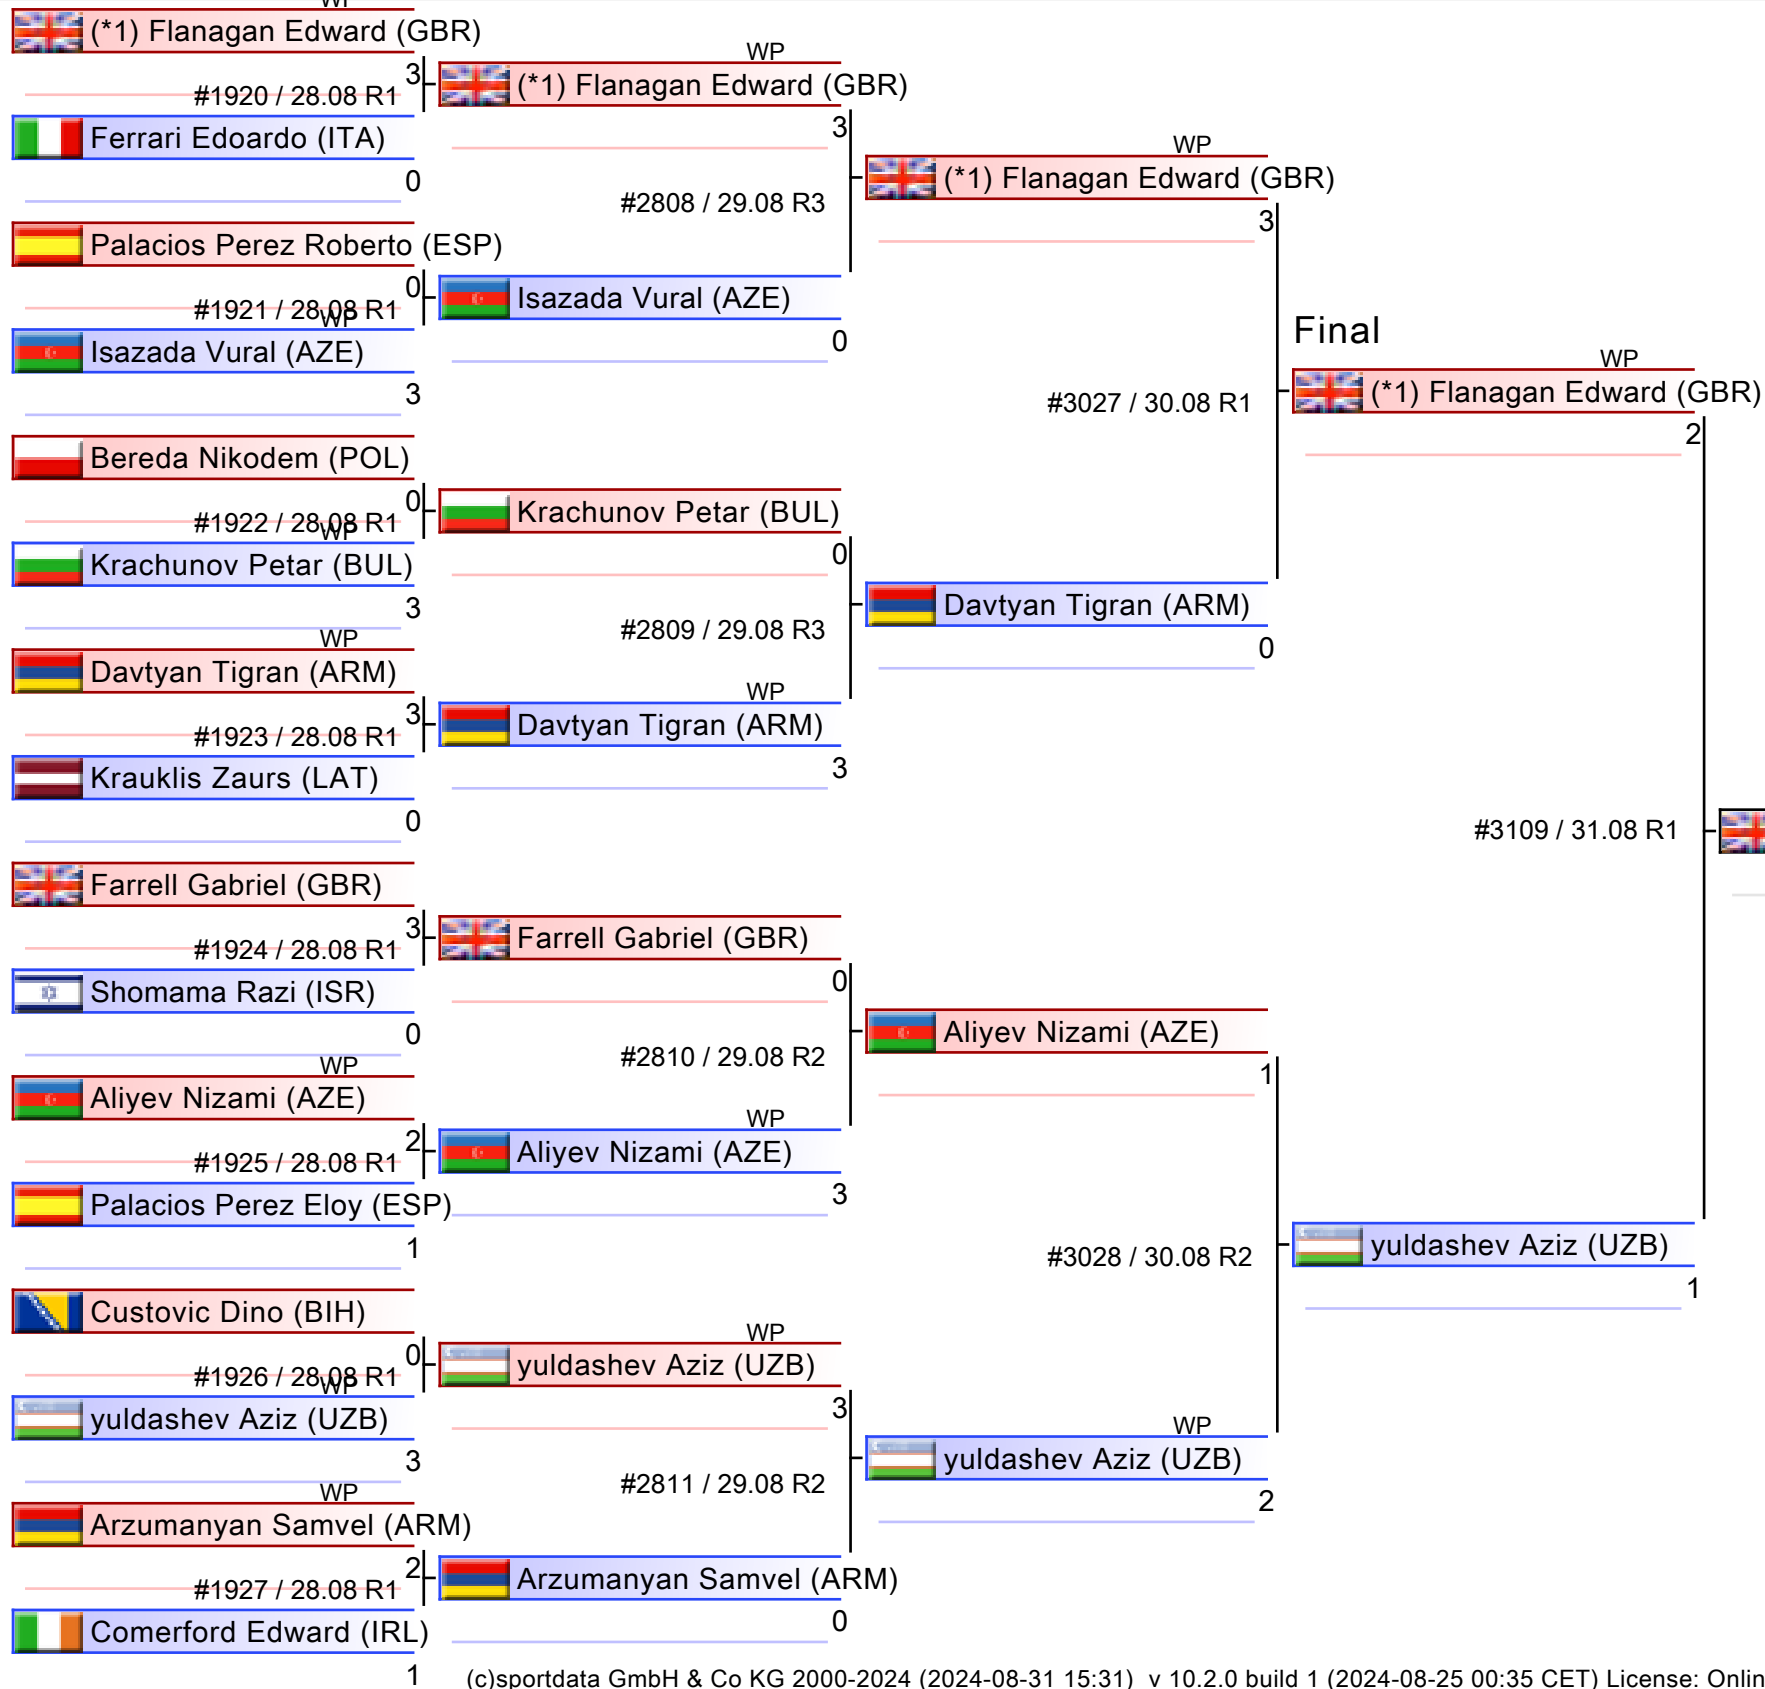 WP
(*1) Flanagan Edward (GBR)
3
#1920 / 28.08 R1
Ferrari Edoardo (ITA)
0
Palacios Perez Roberto (ESP)
0
#1921 / 28.08 R1
WP
Isazada Vural (AZE)
3
Bereda Nikodem (POL)
0
#1922 / 28.08 R1
WP
Krachunov Petar (BUL)
3
WP
Davtyan Tigran (ARM)
3
#1923 / 28.08 R1
Krauklis Zaurs (LAT)
0
Farrell Gabriel (GBR)
3
#1924 / 28.08 R1
Shomama Razi (ISR)
0
WP
Aliyev Nizami (AZE)
2
#1925 / 28.08 R1
Palacios Perez Eloy (ESP)
1
Custovic Dino (BIH)
0
#1926 / 28.08 R1
WP
yuldashev Aziz (UZB)
3
WP
Arzumanyan Samvel (ARM)
2
#1927 / 28.08 R1
Comerford Edward (IRL)
1
WP
(*1) Flanagan Edward (GBR)
3
#2808 / 29.08 R3
Isazada Vural (AZE)
0
Krachunov Petar (BUL)
0
#2809 / 29.08 R3
WP
Davtyan Tigran (ARM)
3
Farrell Gabriel (GBR)
0
#2810 / 29.08 R2
WP
Aliyev Nizami (AZE)
3
WP
yuldashev Aziz (UZB)
3
#2811 / 29.08 R2
Arzumanyan Samvel (ARM)
0
WP
(*1) Flanagan Edward (GBR)
3
#3027 / 30.08 R1
Davtyan Tigran (ARM)
0
Aliyev Nizami (AZE)
1
#3028 / 30.08 R2
WP
yuldashev Aziz (UZB)
2
Final
WP
(*1) Flanagan Edward (GBR)
2
#3109 / 31.08 R1
yuldashev Aziz (UZB)
1
(c)sportdata GmbH & Co KG 2000-2024 (2024-08-31 15:31) v 10.2.0 build 1 (2024-08-25 00:35 CET) License: Onlin